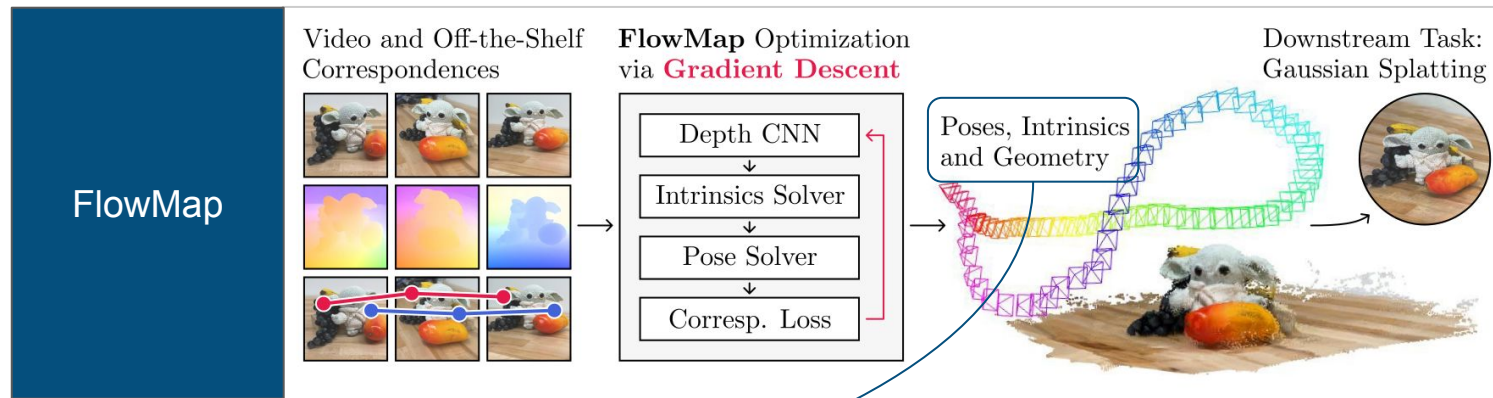 FlowMap
Video and Off-the-Shelf
Correspondences
FlowMap Optimization
via Gradient Descent
Depth CNN
Intrinsics Solver
Pose Solver
Corresp. Loss
Poses, Intrinsics
and Geometry
Downstream Task:
Gaussian Splatting